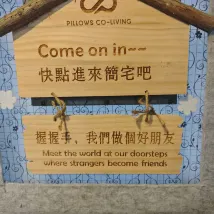 PILLOWS CO-LIVING
Come on in~~
快點進來簡宅吧
握握手，我們做個好朋友
Meet the world at our doorsteps
where strangers become friends